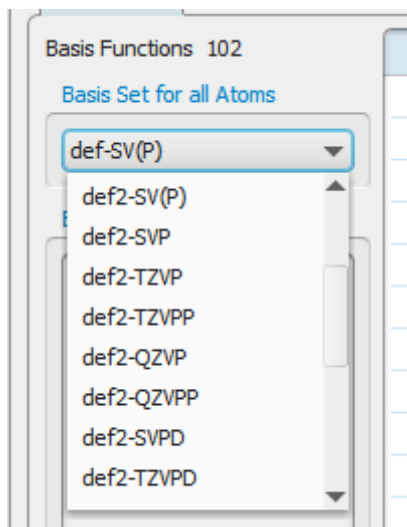 Basis Functions 102
Basis Set for all Atoms
def-SV(P)
def2-SV(P)
def2-SVP
def2-TZVP
def2-TZVPP
def2-QZVP
def2-QZVPP
def2-SVPD
def2-TZVPD